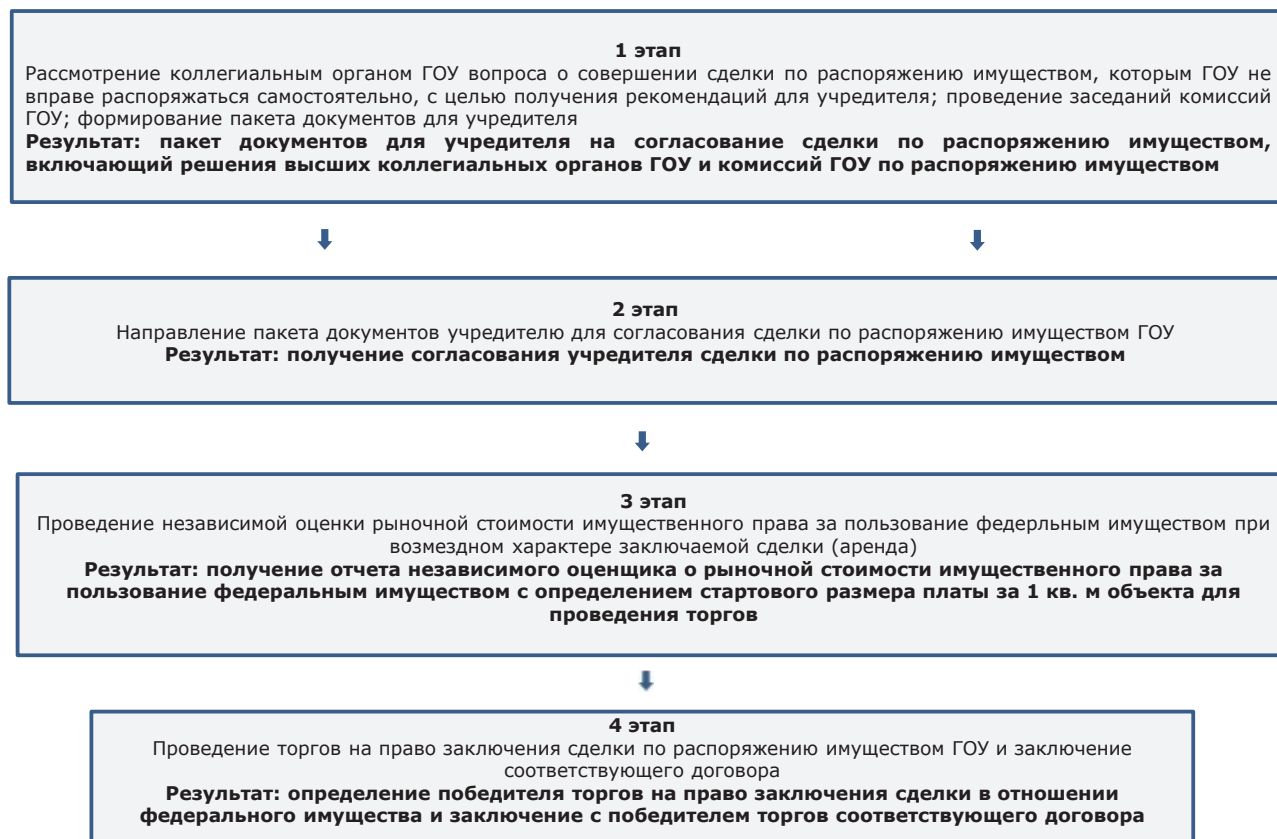 1 этап
Рассмотрение коллегиальным органом ГОУ вопроса о совершении сделки по распоряжению имуществом, которым ГОУ не
вправе распоряжаться самостоятельно, с целью получения рекомендаций для учредителя; проведение заседаний комиссий
ГОУ; формирование пакета документов для учредителя
Результат: пакет документов для учредителя на согласование сделки по распоряжению имуществом,
включающий решения высших коллегиальных органов ГОУ и комиссий ГОУ по распоряжению имуществом
2 этап
Направление пакета документов учредителю для согласования сделки по распоряжению имуществом ГОУ
Результат: получение согласования учредителя сделки по распоряжению имуществом
3 этап
Проведение независимой оценки рыночной стоимости имущественного права за пользование федерльным имуществом при
возмездном характере заключаемой сделки (аренда)
Результат: получение отчета независимого оценщика о рыночной стоимости имущественного права за
пользование федеральным имуществом с определением стартового размера платы за 1 кв. м объекта для
проведения торгов
4 этап
Проведение торгов на право заключения сделки по распоряжению имуществом ГОУ и заключение
соответствующего договора
Результат: определение победителя торгов на право заключения сделки в отношении
федерального имущества и заключение с победителем торгов соответствующего договора